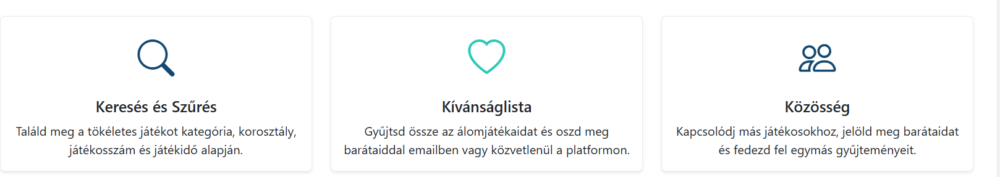 Keresés és Szűrés
Találd meg a tökéletes játékot kategória, korosztály,
játékosszám és játékidő alapján.
Kívánságlista
Gyűjtsd össze az álomjátékaidat és oszd meg
barátaiddal emailben vagy közvetlenül a platformon.
Közösség
Kapcsolódj más játékosokhoz, jelöld meg barátaidat
és fedezd fel egymás gyűjteményeit.